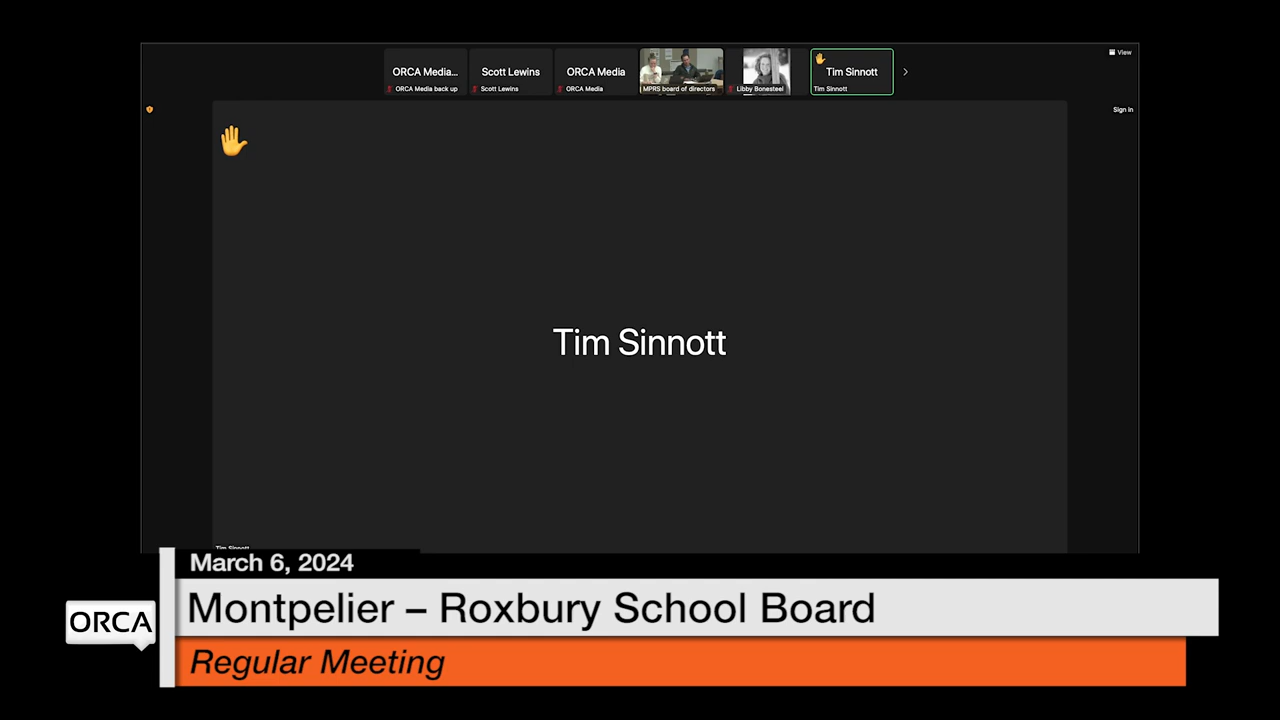 View
ORCA Media...
Scott Lewins
ORCA Media
Tim Sinnott
ORCA Media back up
Scott Lewins
ORCA Media
MPRS board of directors
Libby Bonesteel
Tim Sinnott
Sign in
Tim Sinnott
Tim Sinnott
March 6, 2024
Montpelier – Roxbury School Board
ORCA
Regular Meeting